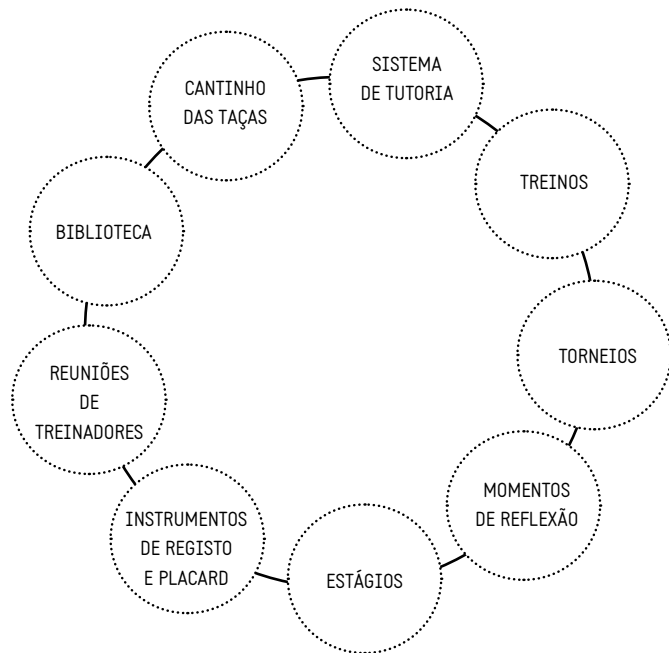 SISTEMA
DE TUTORIA
TREINOS
TORNEIOS
MOMENTOS
DE REFLEXÃO
ESTÁGIOS
INSTRUMENTOS
DE REGISTO
E PLACARD
REUNIÕES
DE
TREINADORES
BIBLIOTECA
CANTINHO
DAS TAÇAS